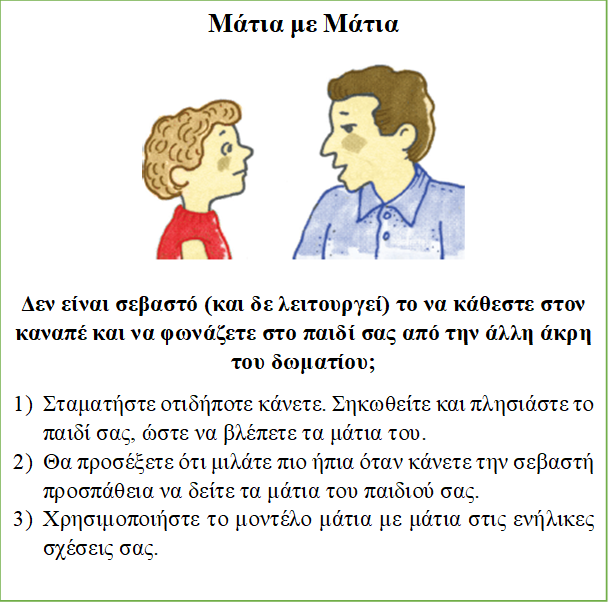 Μάτια με Μάτια
Δεν είναι σεβαστό (και δε λειτουργεί) το να κάθεστε στον
καναπέ και να φωνάζετε στο παιδί σας από την άλλη άκρη
του δωματίου;
1) Σταματήστε οτιδήποτε κάνετε. Σηκωθείτε και πλησιάστε το
παιδί σας, ώστε να βλέπετε τα μάτια του.
2) Θα προσέξετε ότι μιλάτε πιο ήπια όταν κάνετε την σεβαστή
προσπάθεια να δείτε τα μάτια του παιδιού σας.
3) Χρησιμοποιήστε το μοντέλο μάτια με μάτια στις ενήλικες
σχέσεις σας.